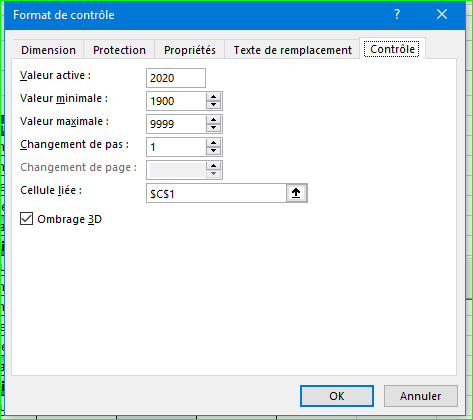 Format de contrôle ?
Dimension Protection Propriétés Texte de remplacement Contrôle
Valeur active : 2020
Valeur minimale : 1900
Valeur maximale : 9999
Changement de pas : 1
Changement de page :
Cellule liée : $C$1
Ombrage 3D
OK Annuler